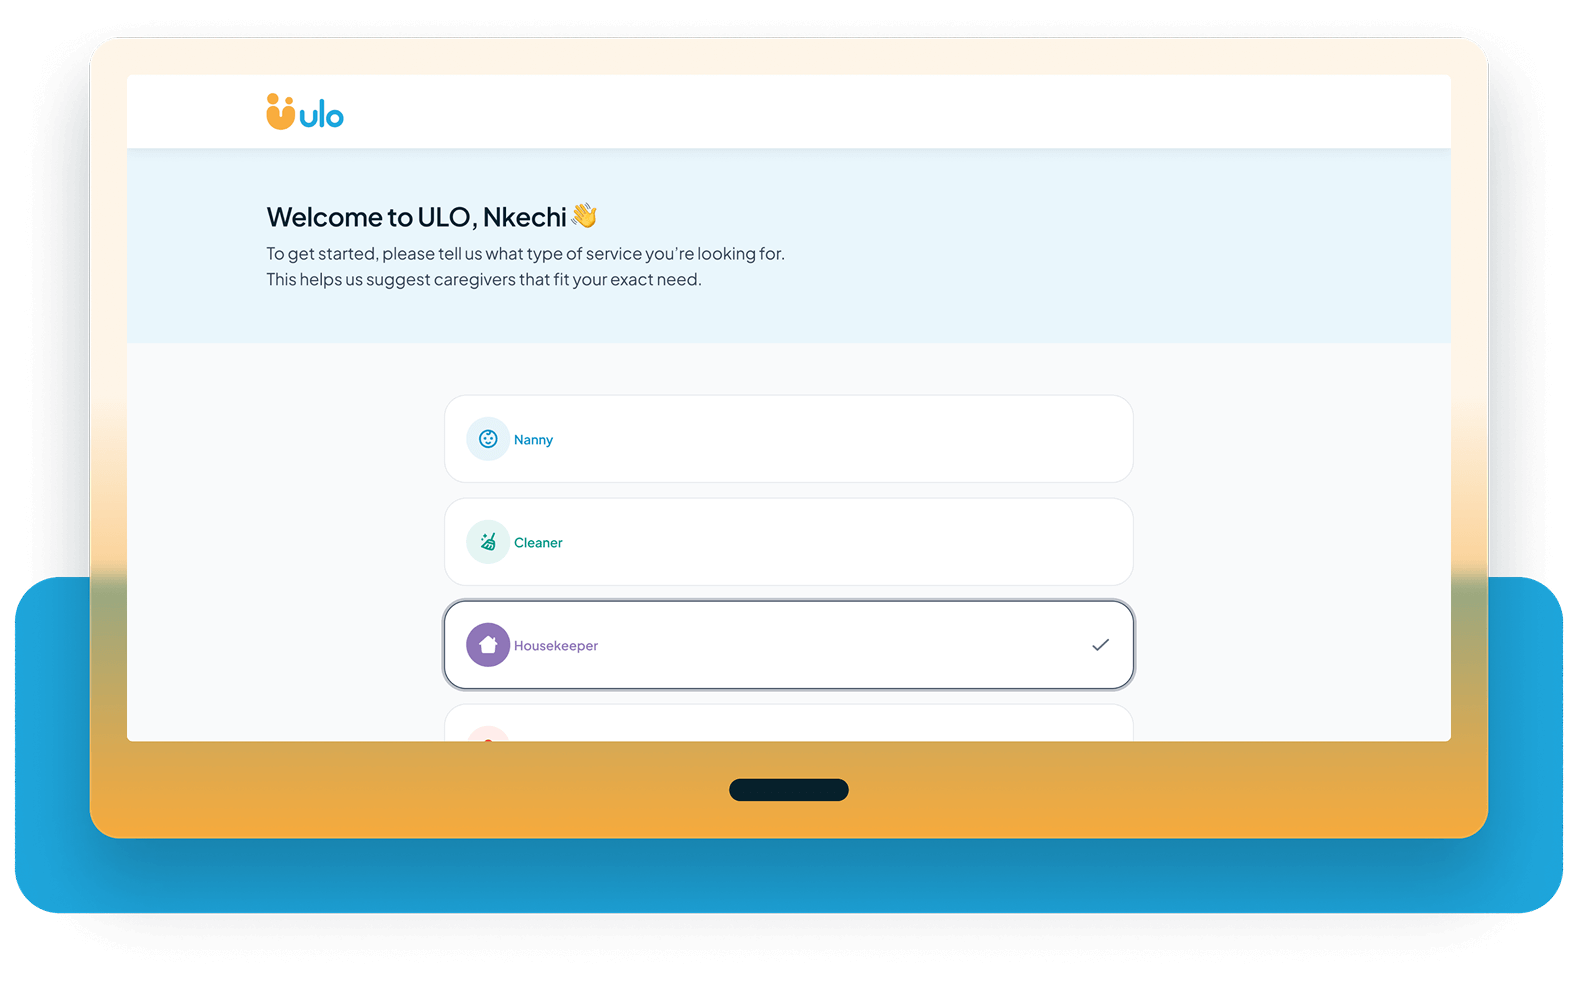 ulo
Welcome to ULO, Nkechi 👋
To get started, please tell us what type of service you're looking for.
This helps us suggest caregivers that fit your exact need.
Nanny
Cleaner
Housekeeper